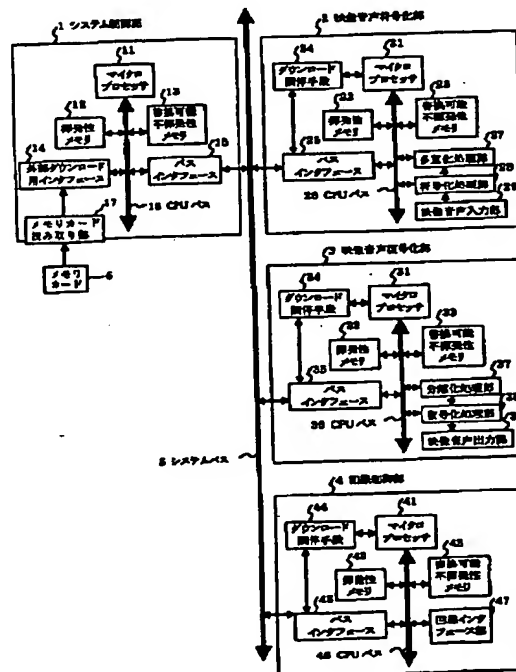 1 システム制御部
11
マイクロ
プロセッサ
12
揮発性
メモリ
13
書換可能
不揮発性
メモリ
14
外部ダウンロード
用インタフェース
15
バス
インタフェース
16 CPUバス
17
メモリカード
読み取り部
6
メモリ
カード
5 システムバス
2 映像音声符号化部
24
ダウンロード
調停手段
21
マイクロ
プロセッサ
22
揮発性
メモリ
23
書換可能
不揮発性
メモリ
25
バス
インタフェース
26 CPUバス
27
多重化処理部
28
符号化処理部
29
映像音声入力部
3 映像音声復号化部
34
ダウンロード
調停手段
31
マイクロ
プロセッサ
32
揮発性
メモリ
33
書換可能
不揮発性
メモリ
35
バス
インタフェース
36 CPUバス
37
分離化処理部
38
復号化処理部
映像音声出力部
4 回線制御部
44
ダウンロード
調停手段
41
マイクロ
プロセッサ
42
揮発性
メモリ
43
書換可能
不揮発性
メモリ
45
バス
インタフェース
46 CPUバス
47
回線インタ
フェース部